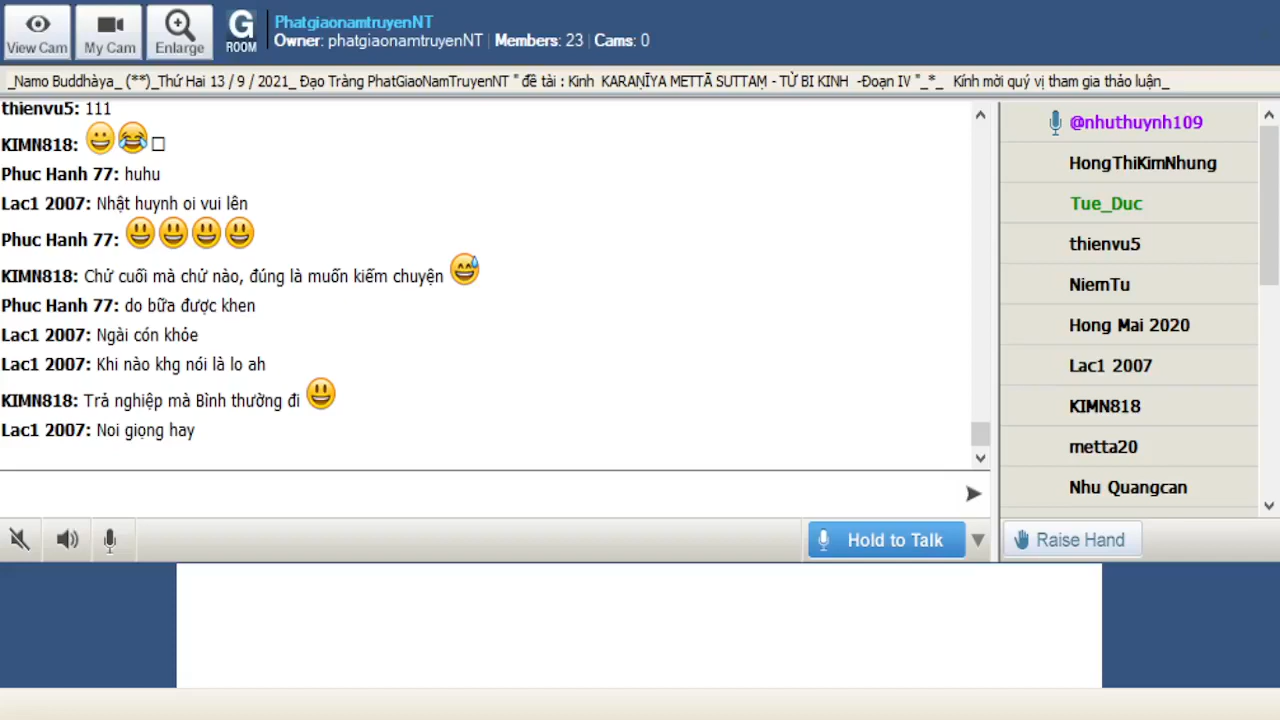 View Cam
My Cam
Enlarge
G
ROOM
PhatgiaonamtruyenNT
Owner: phatgiaonamtruyenNT | Members: 23 | Cams: 0
_Namo Buddhàya_ (**)_Thứ Hai 13 / 9 / 2021_ Đạo Tràng PhatGiaoNamTruyenNT " đề tài : Kinh KARAṆĪYA METTĀ SUTTAṂ - TỪ BI KINH -Đoạn IV "_*_ Kính mời quý vị tham gia thảo luận_
thienvu5: 111
KIMN818: 😀😂□
Phuc Hanh 77: huhu
Lac1 2007: Nhật huynh oi vui lên
Phuc Hanh 77: 😃😃😃😃
KIMN818: Chứ cuối mà chứ nào, đúng là muốn kiếm chuyện 😅
Phuc Hanh 77: do bữa được khen
Lac1 2007: Ngài cón khỏe
Lac1 2007: Khi nào khg nói là lo ah
KIMN818: Trả nghiệp mà Bình thường đi 😃
Lac1 2007: Noi giọng hay
@nhuthuynh109
HongThiKimNhung
Tue_Duc
thienvu5
NiemTu
Hong Mai 2020
Lac1 2007
KIMN818
metta20
Nhu Quangcan
Hold to Talk
Raise Hand